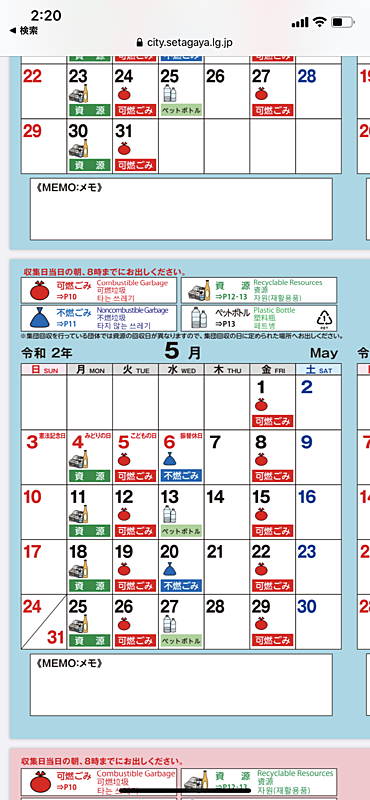 2:20
◀ 検索
city.setagaya.lg.jp
22 23 24 25 26 27 28
資 源 可燃ごみ ペットボトル 可燃ごみ
29 30 31
資 源 可燃ごみ
《MEMO:メモ》
収集日当日の朝、8時までにお出しください。
可燃ごみ ⇒P10 Combustible Garbage 可燃垃圾 타는 쓰레기
資 源 ⇒P12・13 Recyclable Resources 資源 자원(재활용품)
不燃ごみ ⇒P11 Noncombustible Garbage 不燃垃圾 타지 않는 쓰레기
ペットボトル ⇒P13 Plastic Bottle 塑料瓶 페트병
※集団回収を行っている団体では資源の回収日が異なりますので、集団回収の日に定められた場所へお出しください。
令和 2年 5 月 May
日 SUN 月 MON 火 TUE 水 WED 木 THU 金 FRI 土 SAT
1 2
可燃ごみ
3 憲法記念日 4 みどりの日 5 こどもの日 6 振替休日 7 8 9
資 源 可燃ごみ 不燃ごみ 可燃ごみ
10 11 12 13 14 15 16
資 源 可燃ごみ ペットボトル 可燃ごみ
17 18 19 20 21 22 23
資 源 可燃ごみ 不燃ごみ 可燃ごみ
24 25 26 27 28 29 30
31 資 源 可燃ごみ ペットボトル 可燃ごみ
《MEMO:メモ》
収集日当日の朝、8時までにお出しください。
可燃ごみ ⇒P10 Combustible Garbage 可燃垃圾
資 源 Recyclable Resources 資源 자원(재활용품)